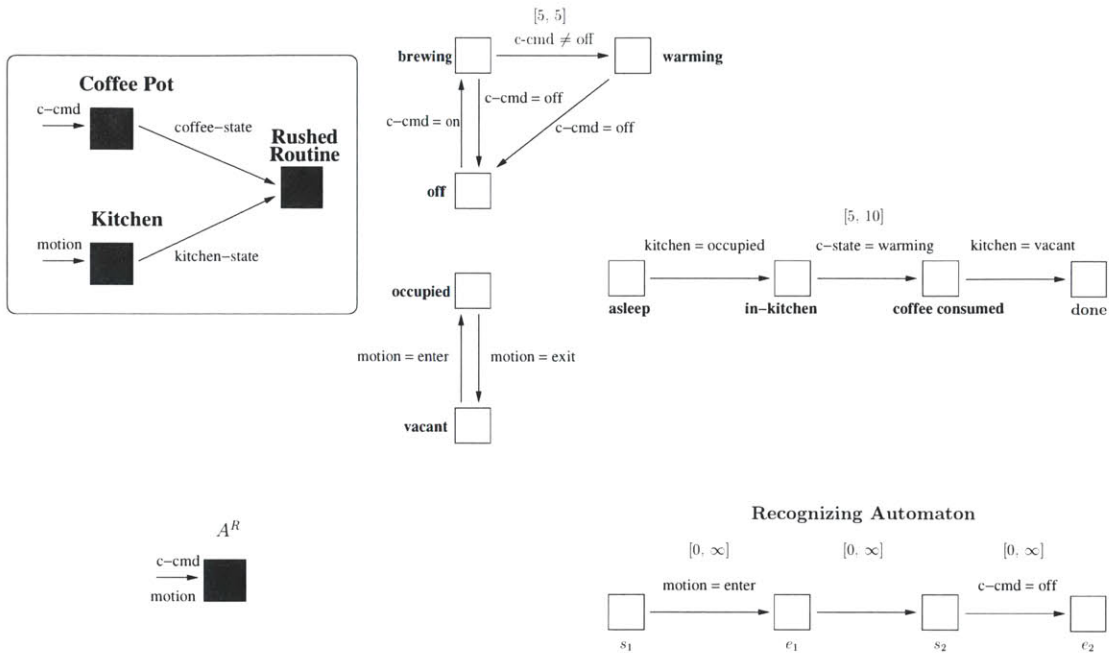 Coffee Pot
c-cmd
coffee-state
Rushed
Routine
Kitchen
motion
kitchen-state
[5, 5]
brewing
c-cmd ≠ off
warming
c-cmd = off
c-cmd = on
c-cmd = off
off
occupied
motion = enter
motion = exit
vacant
[5, 10]
kitchen = occupied
c-state = warming
kitchen = vacant
asleep
in-kitchen
coffee consumed
done
A^R
c-cmd
motion
Recognizing Automaton
[0, ∞]
[0, ∞]
[0, ∞]
motion = enter
c-cmd = off
s₁
e₁
s₂
e₂